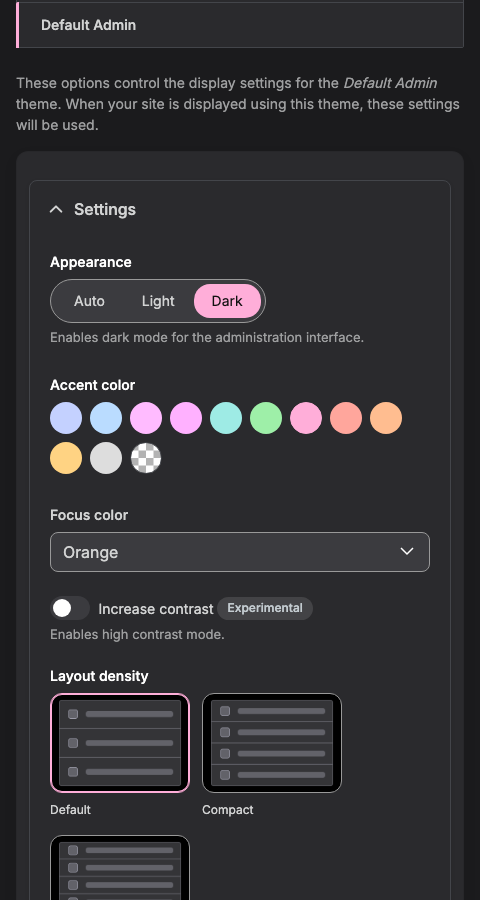 Default Admin
These options control the display settings for the Default Admin
theme. When your site is displayed using this theme, these settings
will be used.
Settings
Appearance
Auto Light Dark
Enables dark mode for the administration interface.
Accent color
Focus color
Orange
Increase contrast Experimental
Enables high contrast mode.
Layout density
Default Compact